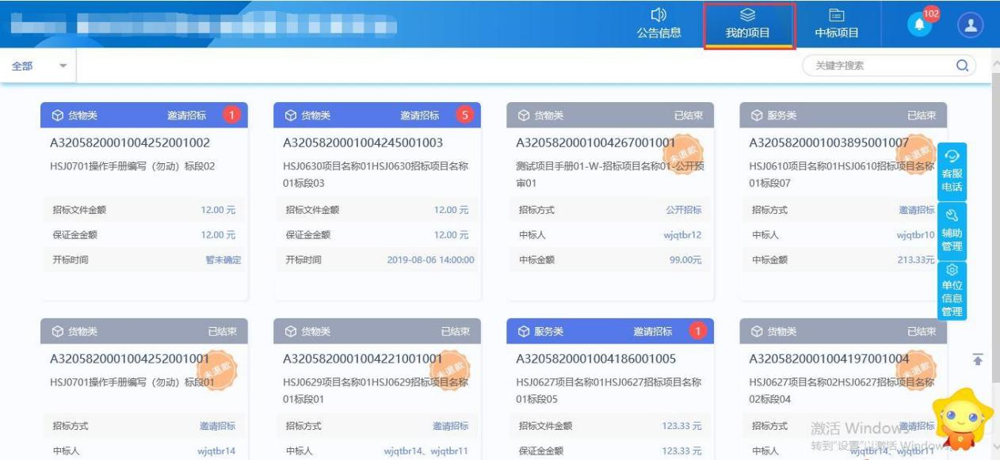 公告信息
我的项目
中标项目
102
全部
关键字搜索
货物类 邀请招标 1
A3205820001004252001002
HSJ0701操作手册编写（勿动）标段02
招标文件金额 12.00 元
保证金金额 12.00 元
开标时间 暂未确定
货物类 邀请招标 5
A3205820001004245001003
HSJ0630项目名称01HSJ0630招标项目名称
01标段03
招标文件金额 12.00 元
保证金金额 12.00 元
开标时间 2019-08-06 14:00:00
货物类 已结束
A3205820001004267001001
未退款
测试项目手册01-W-招标项目名称01-公开预
审01
招标方式 公开招标
中标人 wjqtbr12
中标金额 99.00元
服务类 已结束
A3205820001003895001007
未退款
HSJ0610项目名称01HSJ0610招标项目名称
01标段07
招标方式 邀请招标
中标人 wjqtbr10
中标金额 213.33元
客服
电话
辅助
管理
单位
信息
管理
货物类 已结束
A3205820001004252001001
未退款
HSJ0701操作手册编写（勿动）标段01
招标方式 邀请招标
中标人 wjqtbr14
货物类 已结束
A3205820001004221001001
未退款
HSJ0629项目名称01HSJ0629招标项目名称
01标段01
招标方式 邀请招标
中标人 wjqtbr14、wjqtbr11
服务类 邀请招标 1
A3205820001004186001005
HSJ0627项目名称01HSJ0627招标项目名称
01标段05
招标文件金额 123.33 元
保证金金额 123.33 元
货物类 已结束
A3205820001004197001004
未退款
HSJ0627项目名称02HSJ0627招标项目名称
02标段04
招标方式 邀请招标
中标人 wjqtbr14、wjqtbr11
激活 Windows
转到"设置"以激活 Windows。